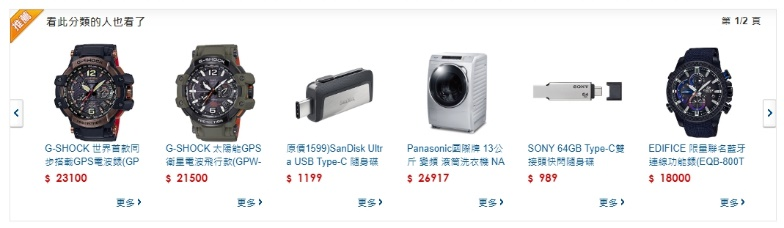 推薦
看此分類的人也看了
第 1/2 頁
G-SHOCK 世界首款同
步搭載GPS電波錶(GP
$ 23100
更多
G-SHOCK 太陽能GPS
衛星電波飛行款(GPW-
$ 21500
更多
原價1599)SanDisk Ultr
a USB Type-C 隨身碟
$ 1199
更多
Panasonic國際牌 13公
斤 變頻 滾筒洗衣機 NA
$ 26917
更多
SONY
SONY 64GB Type-C雙
接頭快閃隨身碟
$ 989
更多
EDIFICE 限量聯名藍牙
連線功能錶(EQB-800T
$ 18000
更多